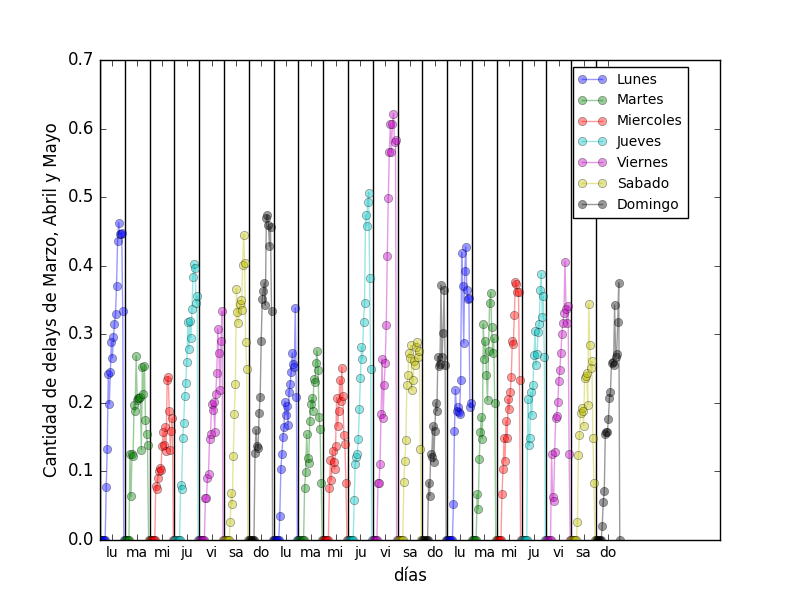 0.7
0.6
0.5
0.4
0.3
0.2
0.1
0.0
Cantidad de delays de Marzo, Abril y Mayo
Lunes
Martes
Miercoles
Jueves
Viernes
Sabado
Domingo
lu ma mi ju vi sa do lu ma mi ju vi sa do lu ma mi ju vi sa do
días